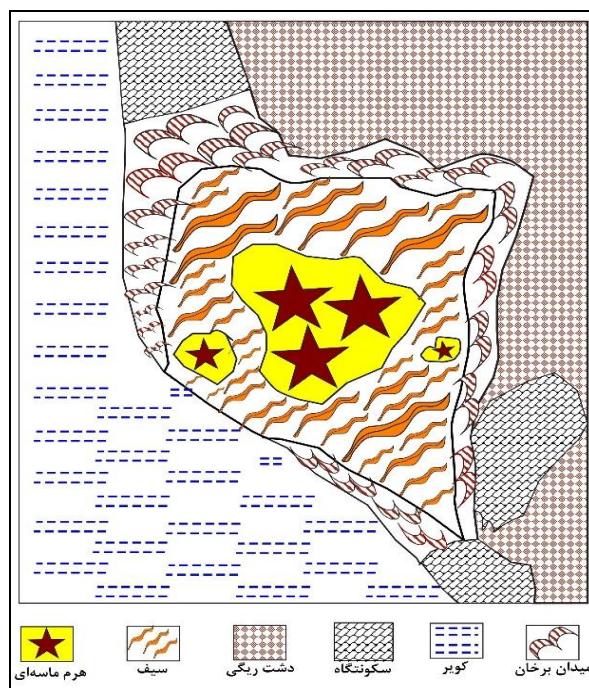 میدان برخان
کویر
سکونتگاه
دشت ریگی
سیف
هرم ماسه‌ای